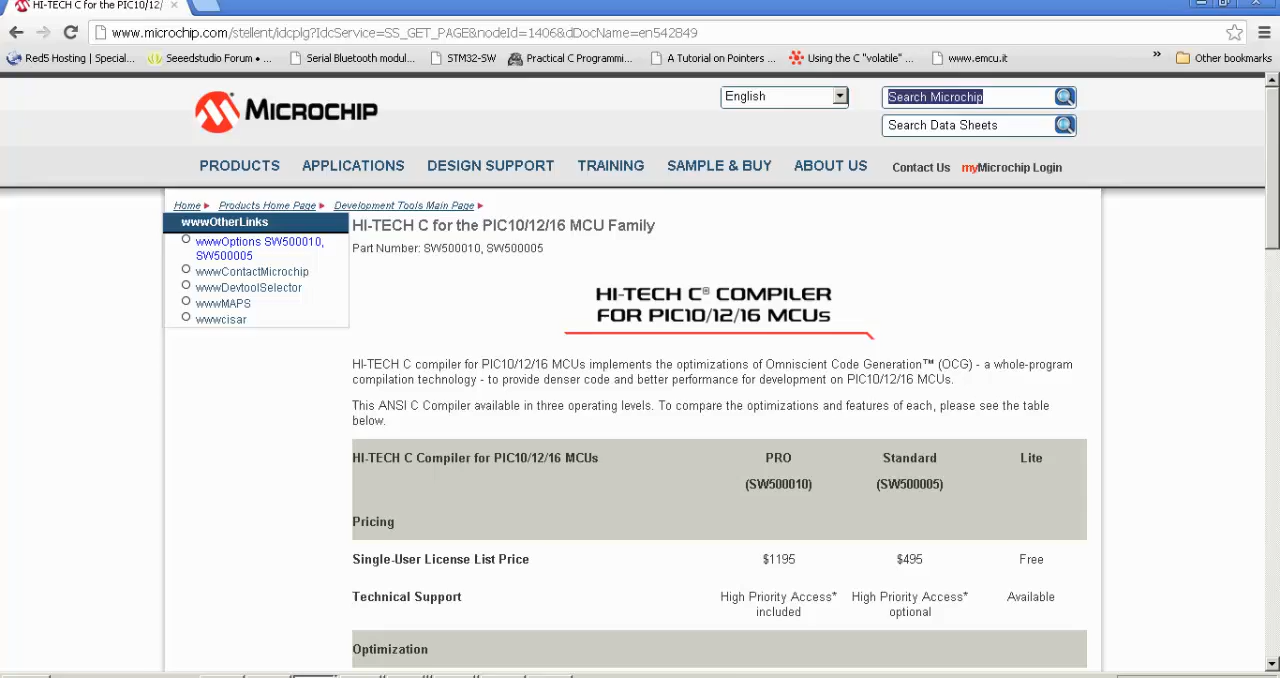 HI-TECH C for the PIC10/12/
www.microchip.com/stellent/idcplg?IdcService=SS_GET_PAGE&nodeId=1406&dDocName=en542849
Red5 Hosting | Special...
Seeedstudio Forum • ...
Serial Bluetooth modul...
STM32 SW
Practical C Programmi...
A Tutorial on Pointers ...
Using the C "volatile" ...
www.emcu.it
»
Other bookmarks
MICROCHIP
English
Search Microchip
Search Data Sheets
PRODUCTS APPLICATIONS DESIGN SUPPORT TRAINING SAMPLE & BUY ABOUT US Contact Us myMicrochip Login
Home Products Home Page Development Tools Main Page
wwwOtherLinks
wwwOptions SW500010,
SW500005
wwwContactMicrochip
wwwDevtoolSelector
wwwMAPS
wwwcisar
HI-TECH C for the PIC10/12/16 MCU Family
Part Number: SW500010, SW500005
HI-TECH C® COMPILER
FOR PIC10/12/16 MCUs
HI-TECH C compiler for PIC10/12/16 MCUs implements the optimizations of Omniscient Code Generation™ (OCG) - a whole-program
compilation technology - to provide denser code and better performance for development on PIC10/12/16 MCUs.
This ANSI C Compiler available in three operating levels. To compare the optimizations and features of each, please see the table
below.
HI-TECH C Compiler for PIC10/12/16 MCUs PRO Standard Lite
(SW500010) (SW500005)
Pricing
Single-User License List Price $1195 $495 Free
Technical Support High Priority Access* High Priority Access* Available
included optional
Optimization